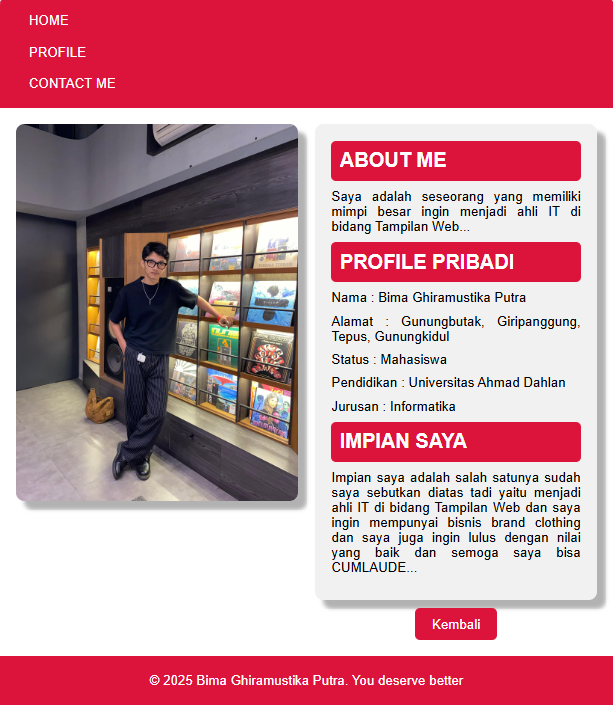 HOME
PROFILE
CONTACT ME
ABOUT ME
Saya adalah seseorang yang memiliki
mimpi besar ingin menjadi ahli IT di
bidang Tampilan Web...
PROFILE PRIBADI
Nama : Bima Ghiramustika Putra
Alamat : Gunungbutak, Giripanggung,
Tepus, Gunungkidul
Status : Mahasiswa
Pendidikan : Universitas Ahmad Dahlan
Jurusan : Informatika
IMPIAN SAYA
Impian saya adalah salah satunya sudah
saya sebutkan diatas tadi yaitu menjadi
ahli IT di bidang Tampilan Web dan saya
ingin mempunyai bisnis brand clothing
dan saya juga ingin lulus dengan nilai
yang baik dan semoga saya bisa
CUMLAUDE...
Kembali
© 2025 Bima Ghiramustika Putra. You deserve better